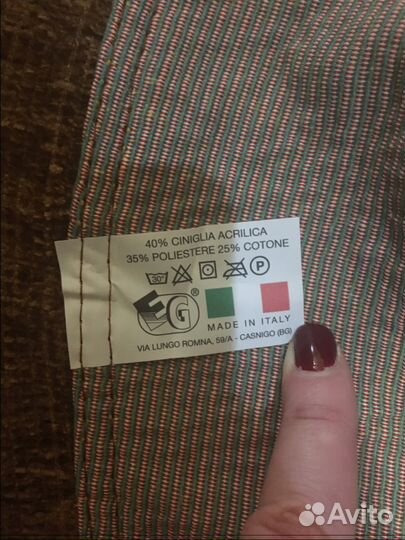 40% CINIGLIA ACRILICA
35% POLIESTERE 25% COTONE
30° P
EG®
MADE IN ITALY
VIA LUNGO ROMNA, 59/A - CASNIGO (BG)
Avito